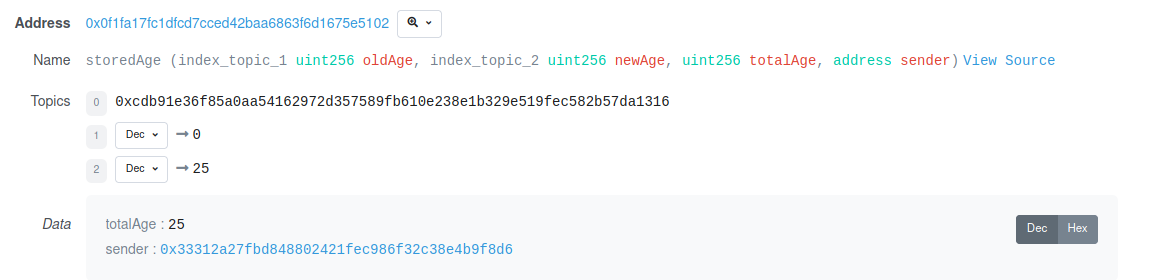 Address 0x0f1fa17fc1dfcd7cced42baa6863f6d1675e5102
Name storedAge (index_topic_1 uint256 oldAge, index_topic_2 uint256 newAge, uint256 totalAge, address sender) View Source
Topics 0 0xcdb91e36f85a0aa54162972d357589fb610e238e1b329e519fec582b57da1316
1 Dec → 0
2 Dec → 25
Data totalAge : 25 Dec Hex
sender : 0x33312a27fbd848802421fec986f32c38e4b9f8d6